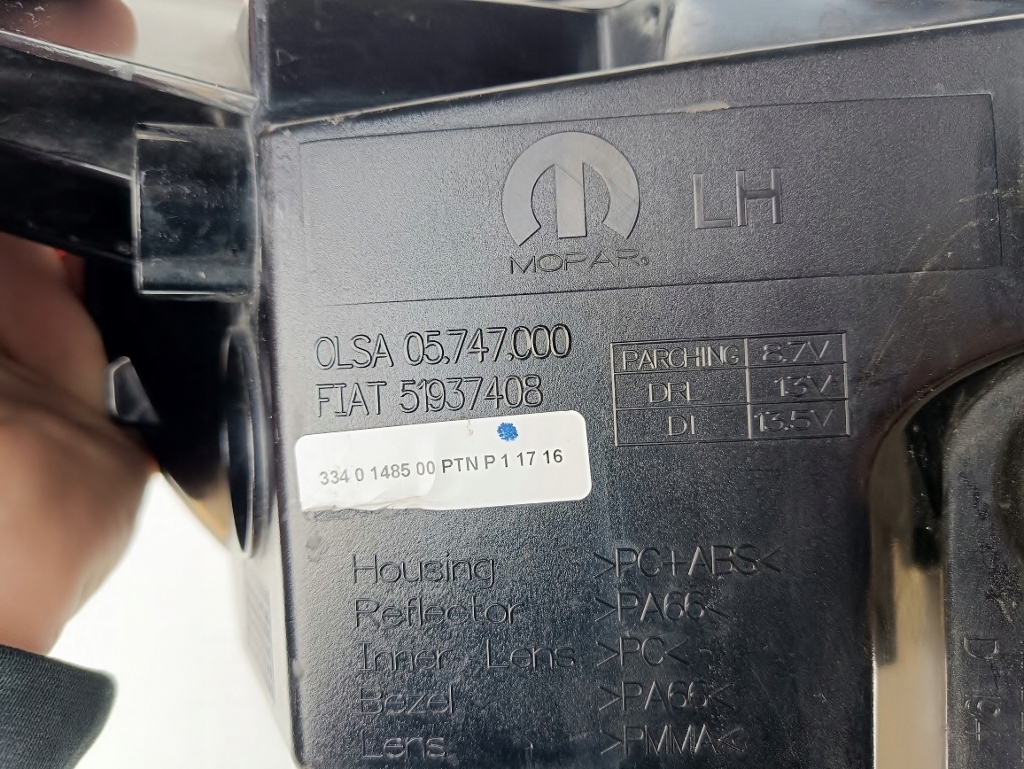 LH
MOPAR®
OLSA 05.747.000
FIAT 51937408
PARCHING 8.7V
DRL 13V
DI 13.5V
334 0 1485 00 PTN P 1 17 16
Housing >PC+ABS<
Reflector >PA66<
Inner Lens >PC<
Bezel >PA66<
Lens >PMMA<